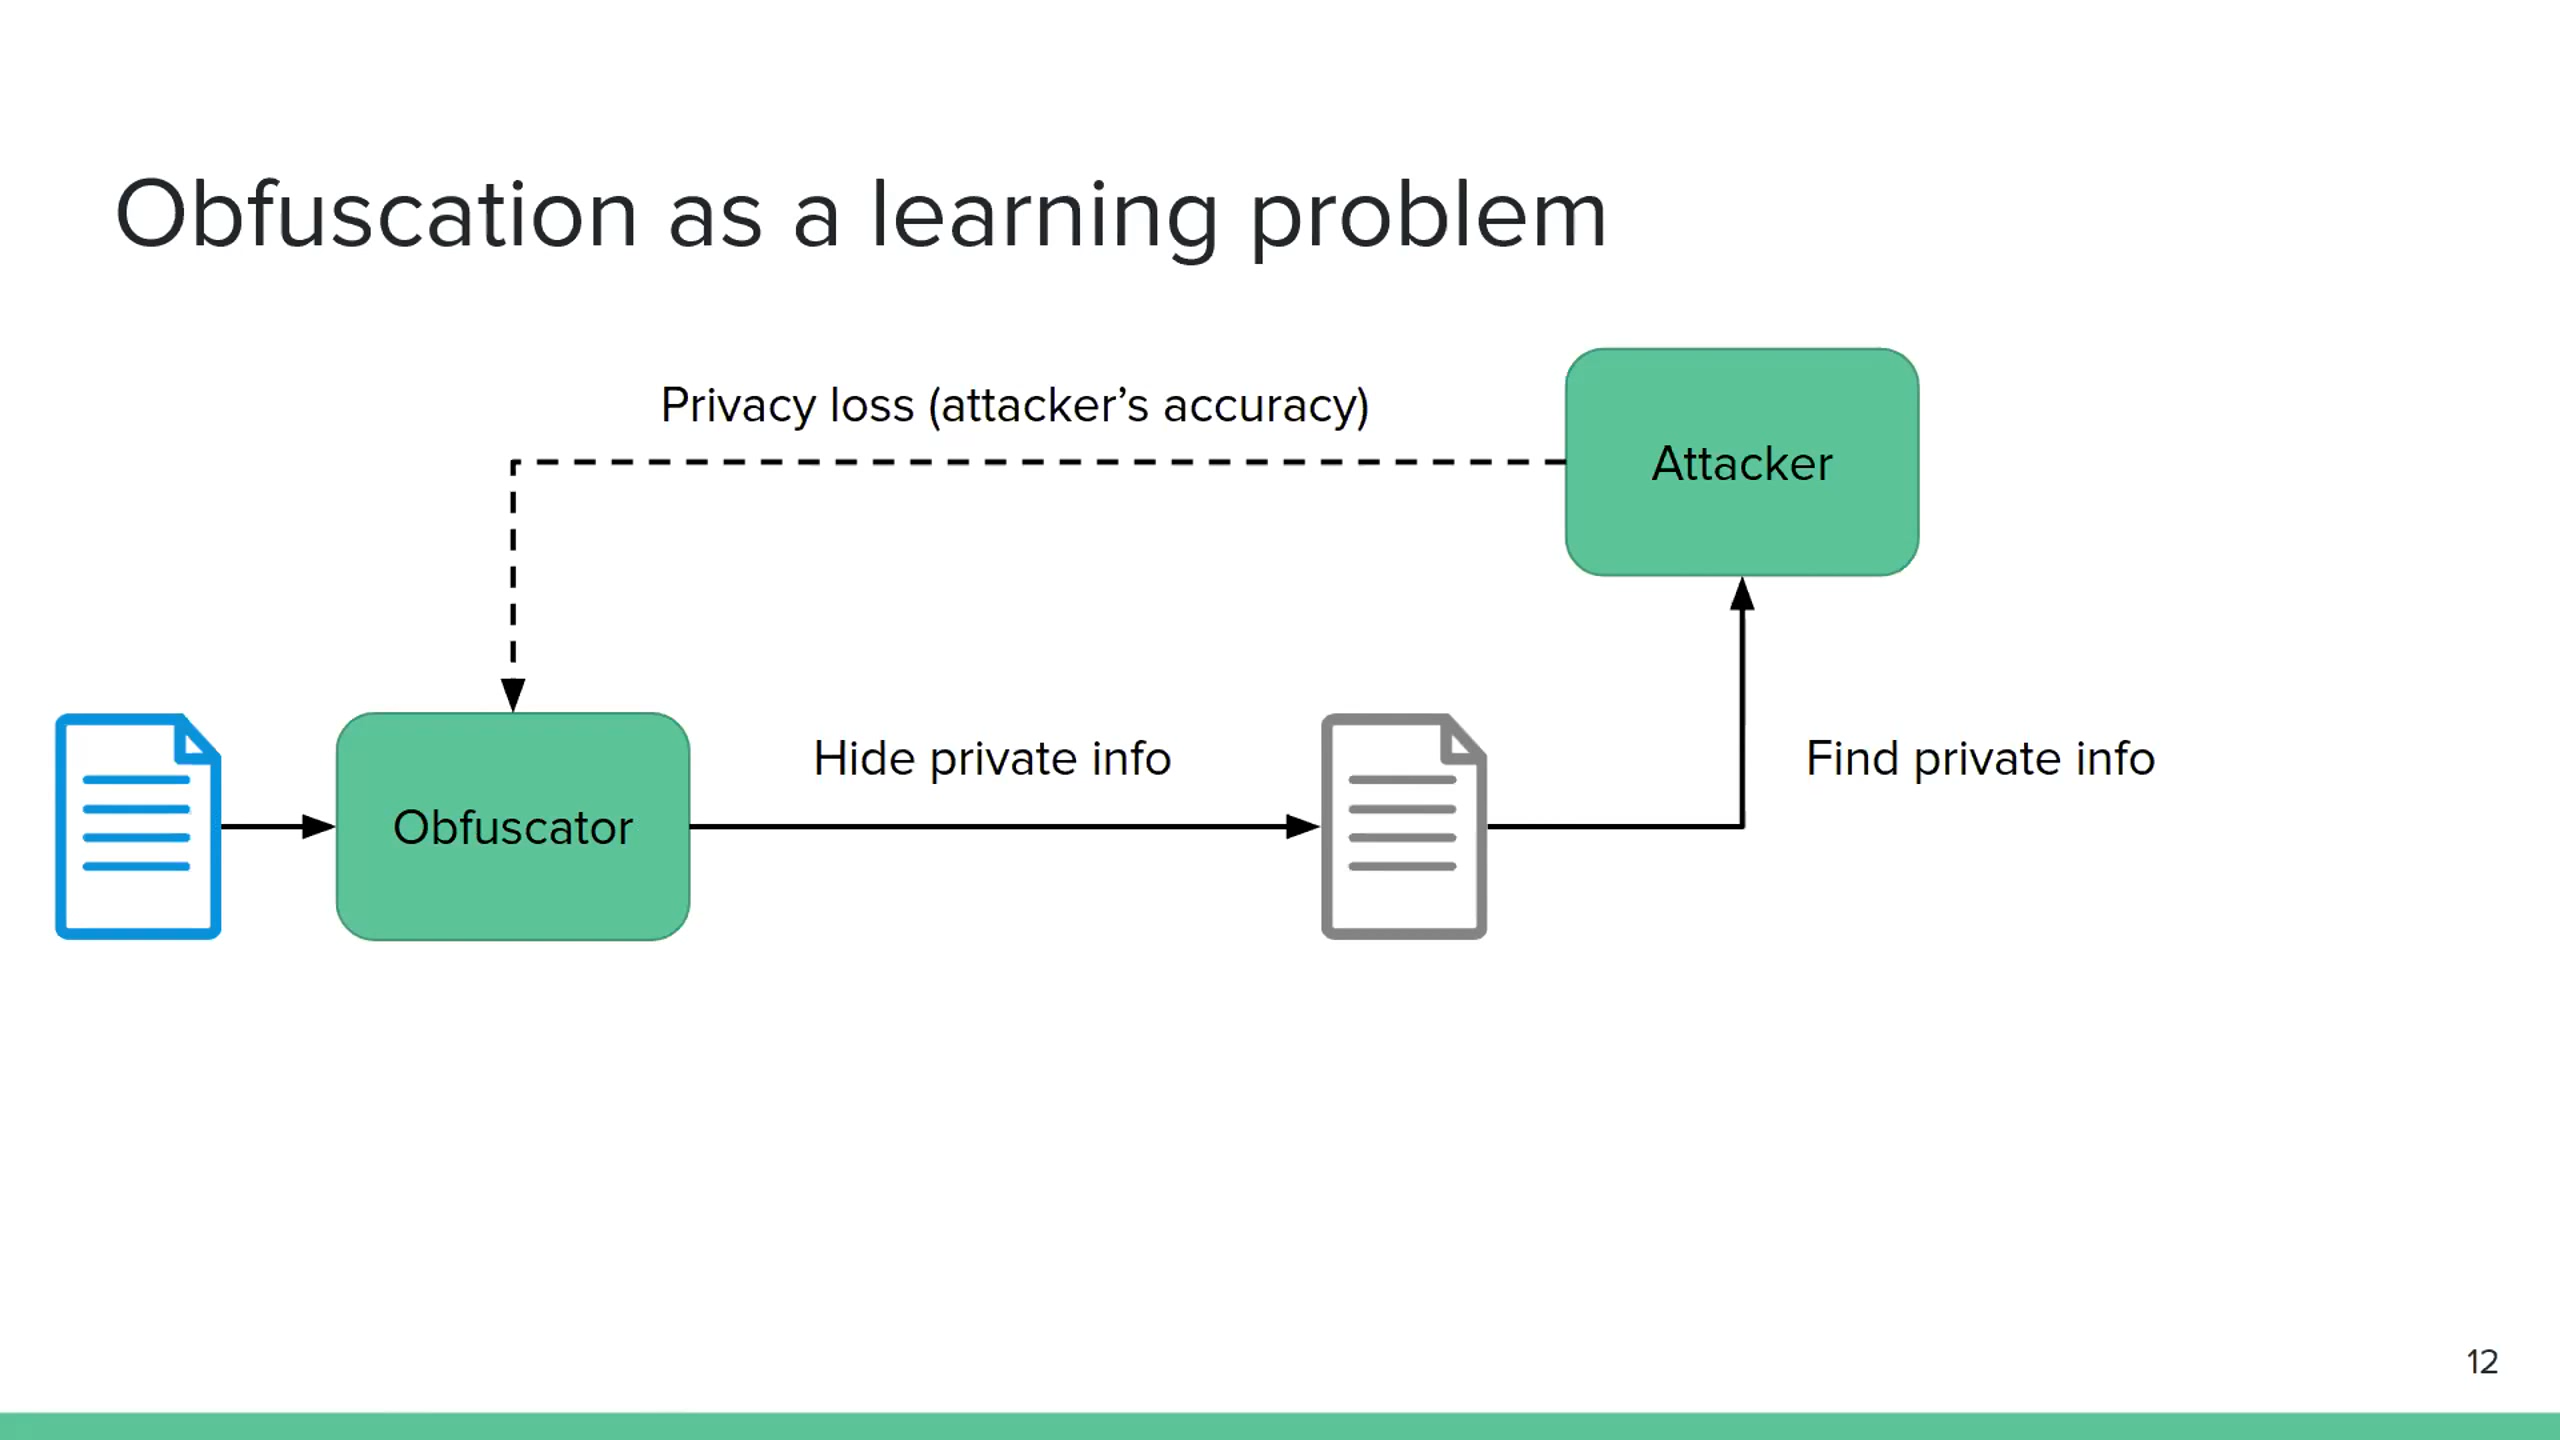 Obfuscation as a learning problem
Privacy loss (attacker’s accuracy)
Attacker
Hide private info
Find private info
Obfuscator
12